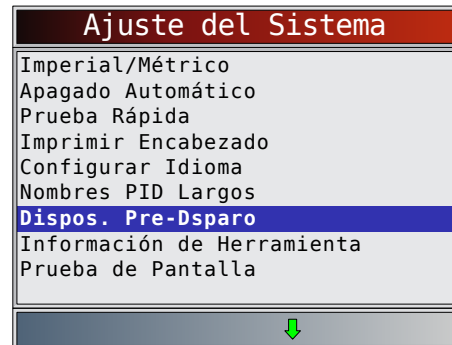 Ajuste del Sistema
Imperial/Métrico
Apagado Automático
Prueba Rápida
Imprimir Encabezado
Configurar Idioma
Nombres PID Largos
Dispos. Pre-Dsparo
Información de Herramienta
Prueba de Pantalla